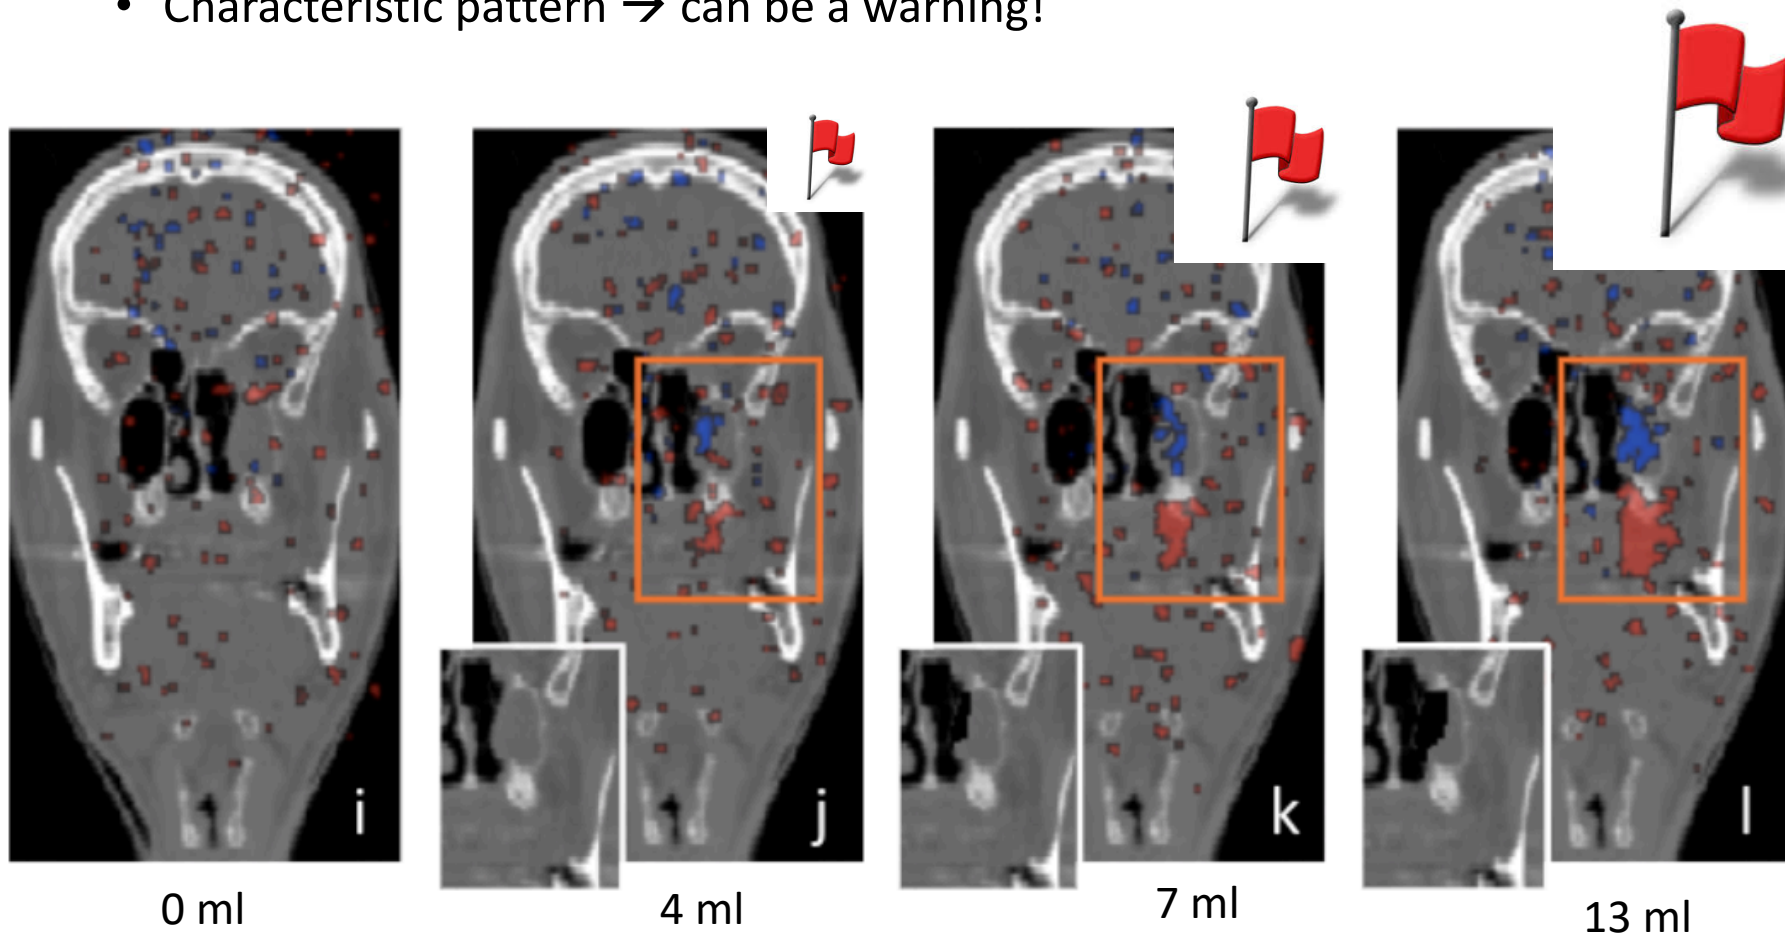 • Characteristic pattern → can be a warning!
i
j
k
l
0 ml
4 ml
7 ml
13 ml